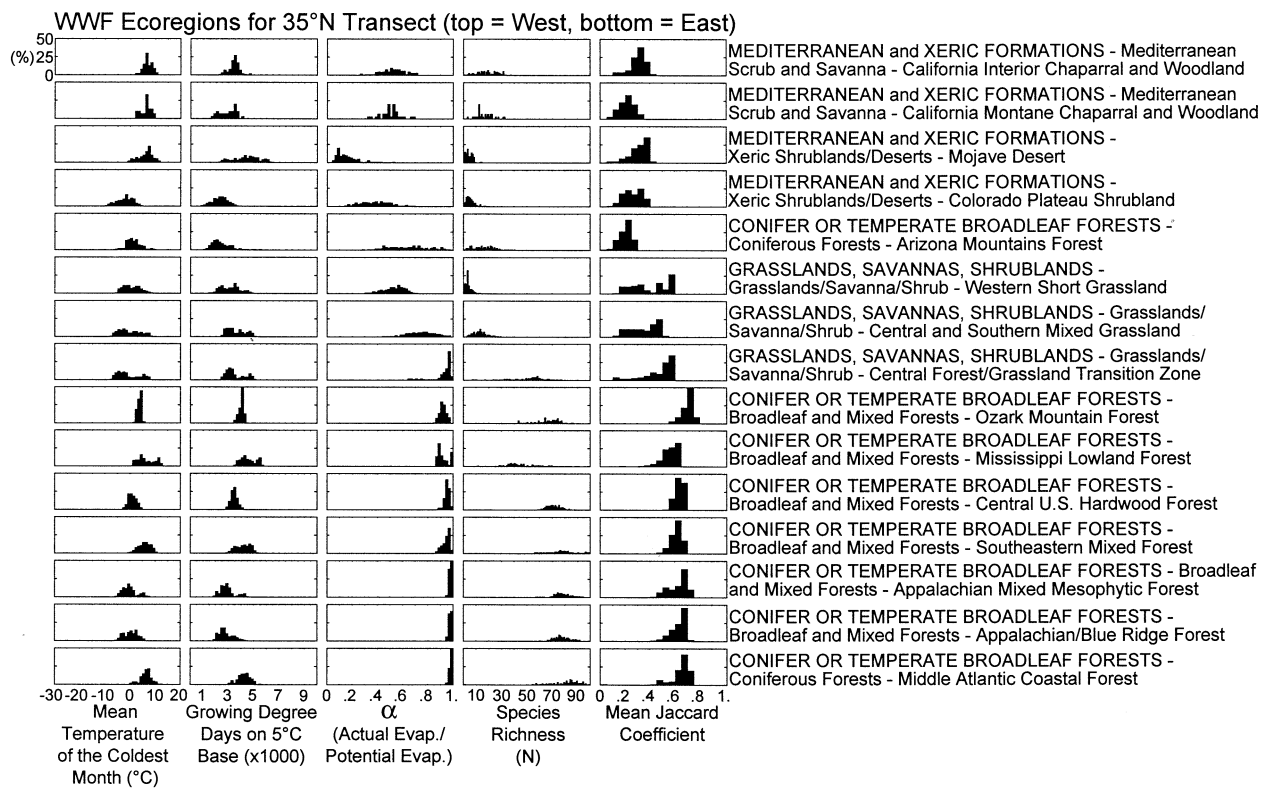 WWF Ecoregions for 35°N Transect (top = West, bottom = East)
50
(%) 25
0
MEDITERRANEAN and XERIC FORMATIONS - Mediterranean
Scrub and Savanna - California Interior Chaparral and Woodland
MEDITERRANEAN and XERIC FORMATIONS - Mediterranean
Scrub and Savanna - California Montane Chaparral and Woodland
MEDITERRANEAN and XERIC FORMATIONS -
Xeric Shrublands/Deserts - Mojave Desert
MEDITERRANEAN and XERIC FORMATIONS -
Xeric Shrublands/Deserts - Colorado Plateau Shrubland
CONIFER OR TEMPERATE BROADLEAF FORESTS -
Coniferous Forests - Arizona Mountains Forest
GRASSLANDS, SAVANNAS, SHRUBLANDS -
Grasslands/Savanna/Shrub - Western Short Grassland
GRASSLANDS, SAVANNAS, SHRUBLANDS - Grasslands/
Savanna/Shrub - Central and Southern Mixed Grassland
GRASSLANDS, SAVANNAS, SHRUBLANDS - Grasslands/
Savanna/Shrub - Central Forest/Grassland Transition Zone
CONIFER OR TEMPERATE BROADLEAF FORESTS -
Broadleaf and Mixed Forests - Ozark Mountain Forest
CONIFER OR TEMPERATE BROADLEAF FORESTS -
Broadleaf and Mixed Forests - Mississippi Lowland Forest
CONIFER OR TEMPERATE BROADLEAF FORESTS -
Broadleaf and Mixed Forests - Central U.S. Hardwood Forest
CONIFER OR TEMPERATE BROADLEAF FORESTS -
Broadleaf and Mixed Forests - Southeastern Mixed Forest
CONIFER OR TEMPERATE BROADLEAF FORESTS - Broadleaf
and Mixed Forests - Appalachian Mixed Mesophytic Forest
CONIFER OR TEMPERATE BROADLEAF FORESTS -
Broadleaf and Mixed Forests - Appalachian/Blue Ridge Forest
CONIFER OR TEMPERATE BROADLEAF FORESTS -
Coniferous Forests - Middle Atlantic Coastal Forest
-30 -20 -10 0 10 20
Mean
Temperature
of the Coldest
Month (°C)
1 3 5 7 9
Growing Degree
Days on 5°C
Base (x1000)
0 .2 .4 .6 .8 1.
α
(Actual Evap./
Potential Evap.)
10 30 50 70 90
Species
Richness
(N)
0 .2 .4 .6 .8 1.
Mean Jaccard
Coefficient